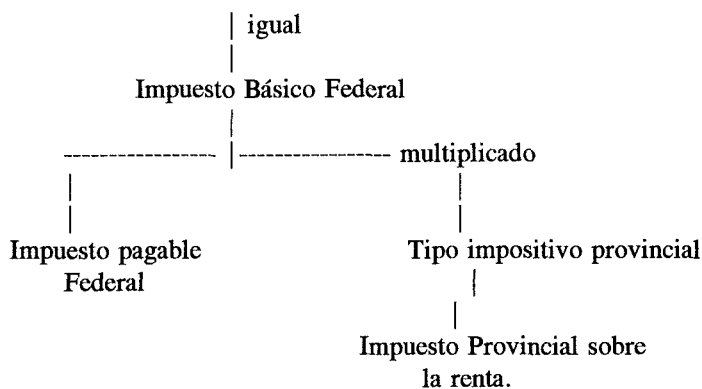 igual
Impuesto Básico Federal
multiplicado
Impuesto pagable
Federal
Tipo impositivo provincial
Impuesto Provincial sobre
la renta.